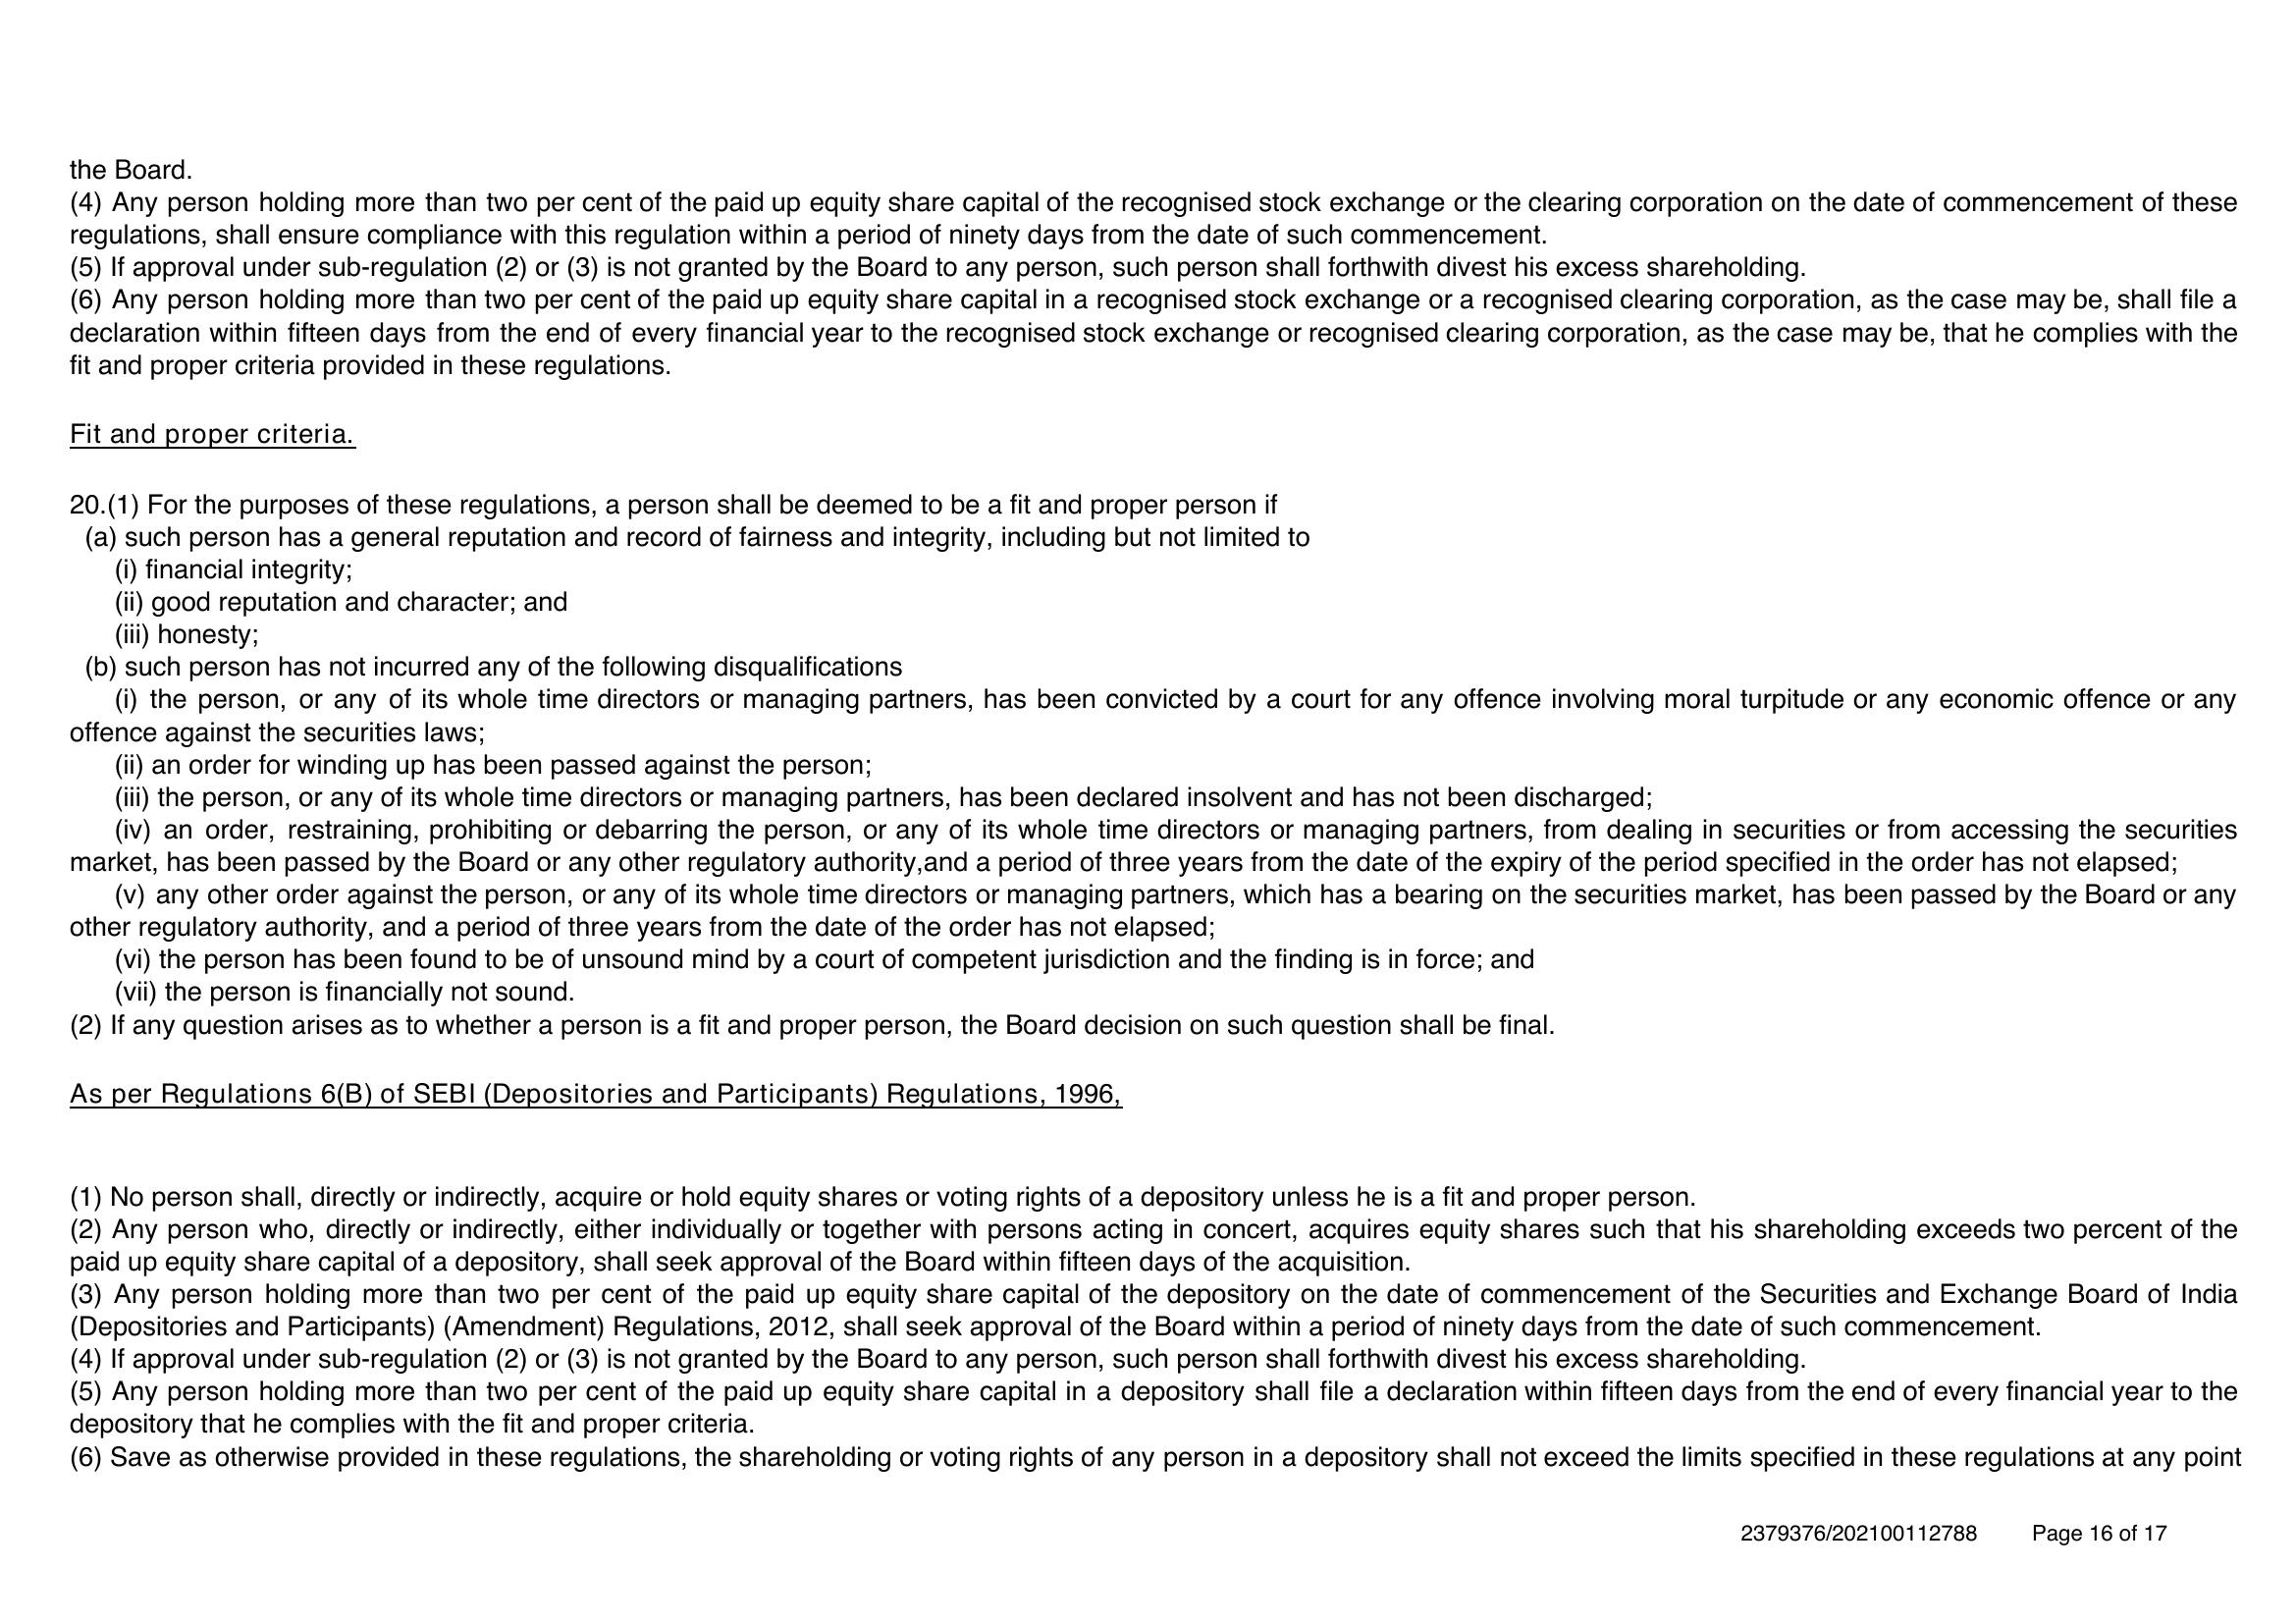 the Board.
(4) Any person holding more than two per cent of the paid up equity share capital of the recognised stock exchange or the clearing corporation on the date of commencement of these
regulations, shall ensure compliance with this regulation within a period of ninety days from the date of such commencement.
(5) If approval under sub-regulation (2) or (3) is not granted by the Board to any person, such person shall forthwith divest his excess shareholding.
(6) Any person holding more than two per cent of the paid up equity share capital in a recognised stock exchange or a recognised clearing corporation, as the case may be, shall file a
declaration within fifteen days from the end of every financial year to the recognised stock exchange or recognised clearing corporation, as the case may be, that he complies with the
fit and proper criteria provided in these regulations.
Fit and proper criteria.
20.(1) For the purposes of these regulations, a person shall be deemed to be a fit and proper person if
(a) such person has a general reputation and record of fairness and integrity, including but not limited to
(i) financial integrity;
(ii) good reputation and character; and
(iii) honesty;
(b) such person has not incurred any of the following disqualifications
(i) the person, or any of its whole time directors or managing partners, has been convicted by a court for any offence involving moral turpitude or any economic offence or any
offence against the securities laws;
(ii) an order for winding up has been passed against the person;
(iii) the person, or any of its whole time directors or managing partners, has been declared insolvent and has not been discharged;
(iv) an order, restraining, prohibiting or debarring the person, or any of its whole time directors or managing partners, from dealing in securities or from accessing the securities
market, has been passed by the Board or any other regulatory authority,and a period of three years from the date of the expiry of the period specified in the order has not elapsed;
(v) any other order against the person, or any of its whole time directors or managing partners, which has a bearing on the securities market, has been passed by the Board or any
other regulatory authority, and a period of three years from the date of the order has not elapsed;
(vi) the person has been found to be of unsound mind by a court of competent jurisdiction and the finding is in force; and
(vii) the person is financially not sound.
(2) If any question arises as to whether a person is a fit and proper person, the Board decision on such question shall be final.
As per Regulations 6(B) of SEBI (Depositories and Participants) Regulations, 1996,
(1) No person shall, directly or indirectly, acquire or hold equity shares or voting rights of a depository unless he is a fit and proper person.
(2) Any person who, directly or indirectly, either individually or together with persons acting in concert, acquires equity shares such that his shareholding exceeds two percent of the
paid up equity share capital of a depository, shall seek approval of the Board within fifteen days of the acquisition.
(3) Any person holding more than two per cent of the paid up equity share capital of the depository on the date of commencement of the Securities and Exchange Board of India
(Depositories and Participants) (Amendment) Regulations, 2012, shall seek approval of the Board within a period of ninety days from the date of such commencement.
(4) If approval under sub-regulation (2) or (3) is not granted by the Board to any person, such person shall forthwith divest his excess shareholding.
(5) Any person holding more than two per cent of the paid up equity share capital in a depository shall file a declaration within fifteen days from the end of every financial year to the
depository that he complies with the fit and proper criteria.
(6) Save as otherwise provided in these regulations, the shareholding or voting rights of any person in a depository shall not exceed the limits specified in these regulations at any point
2379376/202100112788 Page 16 of 17